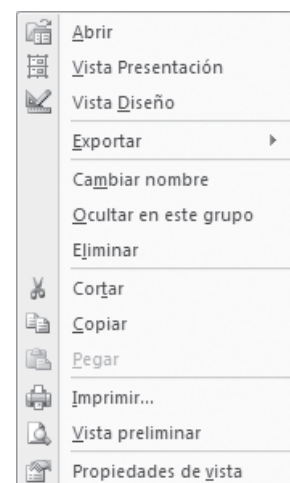 Abrir
Vista Presentación
Vista Diseño
Exportar
Cambiar nombre
Ocultar en este grupo
Eliminar
Cortar
Copiar
Pegar
Imprimir...
Vista preliminar
Propiedades de vista